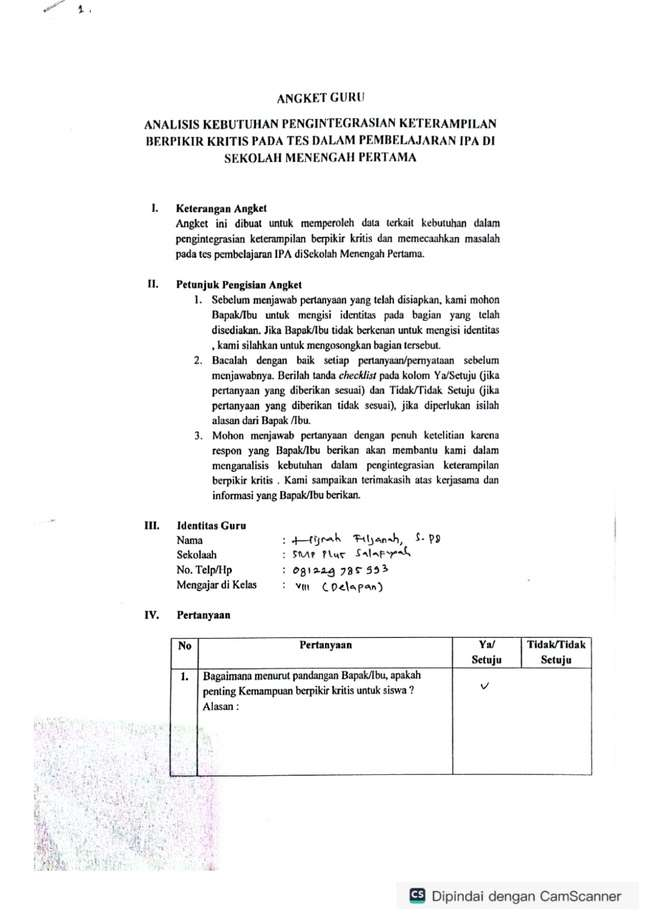 1.
ANGKET GURU
ANALISIS KEBUTUHAN PENGINTEGRASIAN KETERAMPILAN
BERPIKIR KRITIS PADA TES DALAM PEMBELAJARAN IPA DI
SEKOLAH MENENGAH PERTAMA
I. Keterangan Angket
Angket ini dibuat untuk memperoleh data terkait kebutuhan dalam
pengintegrasian keterampilan berpikir kritis dan memecaahkan masalah
pada tes pembelajaran IPA diSekolah Menengah Pertama.
II. Petunjuk Pengisian Angket
1. Sebelum menjawab pertanyaan yang telah disiapkan, kami mohon
Bapak/Ibu untuk mengisi identitas pada bagian yang telah
disediakan. Jika Bapak/Ibu tidak berkenan untuk mengisi identitas
, kami silahkan untuk mengosongkan bagian tersebut.
2. Bacalah dengan baik setiap pertanyaan/pernyataan sebelum
menjawabnya. Berilah tanda checklist pada kolom Ya/Setuju (jika
pertanyaan yang diberikan sesuai) dan Tidak/Tidak Setuju (jika
pertanyaan yang diberikan tidak sesuai), jika diperlukan isilah
alasan dari Bapak /Ibu.
3. Mohon menjawab pertanyaan dengan penuh ketelitian karena
respon yang Bapak/Ibu berikan akan membantu kami dalam
menganalisis kebutuhan dalam pengintegrasian keterampilan
berpikir kritis . Kami sampaikan terimakasih atas kerjasama dan
informasi yang Bapak/Ibu berikan.
III. Identitas Guru
Nama : S. Pd
Sekolaah : SMP Plus Salafiyah
No. Telp/Hp : 081229 785 593
Mengajar di Kelas : VIII (Delapan)
IV. Pertanyaan
No Pertanyaan Ya/ Tidak/Tidak
Setuju Setuju
1. Bagaimana menurut pandangan Bapak/Ibu, apakah
penting Kemampuan berpikir kritis untuk siswa ? ✓
Alasan :
CS Dipindai dengan CamScanner